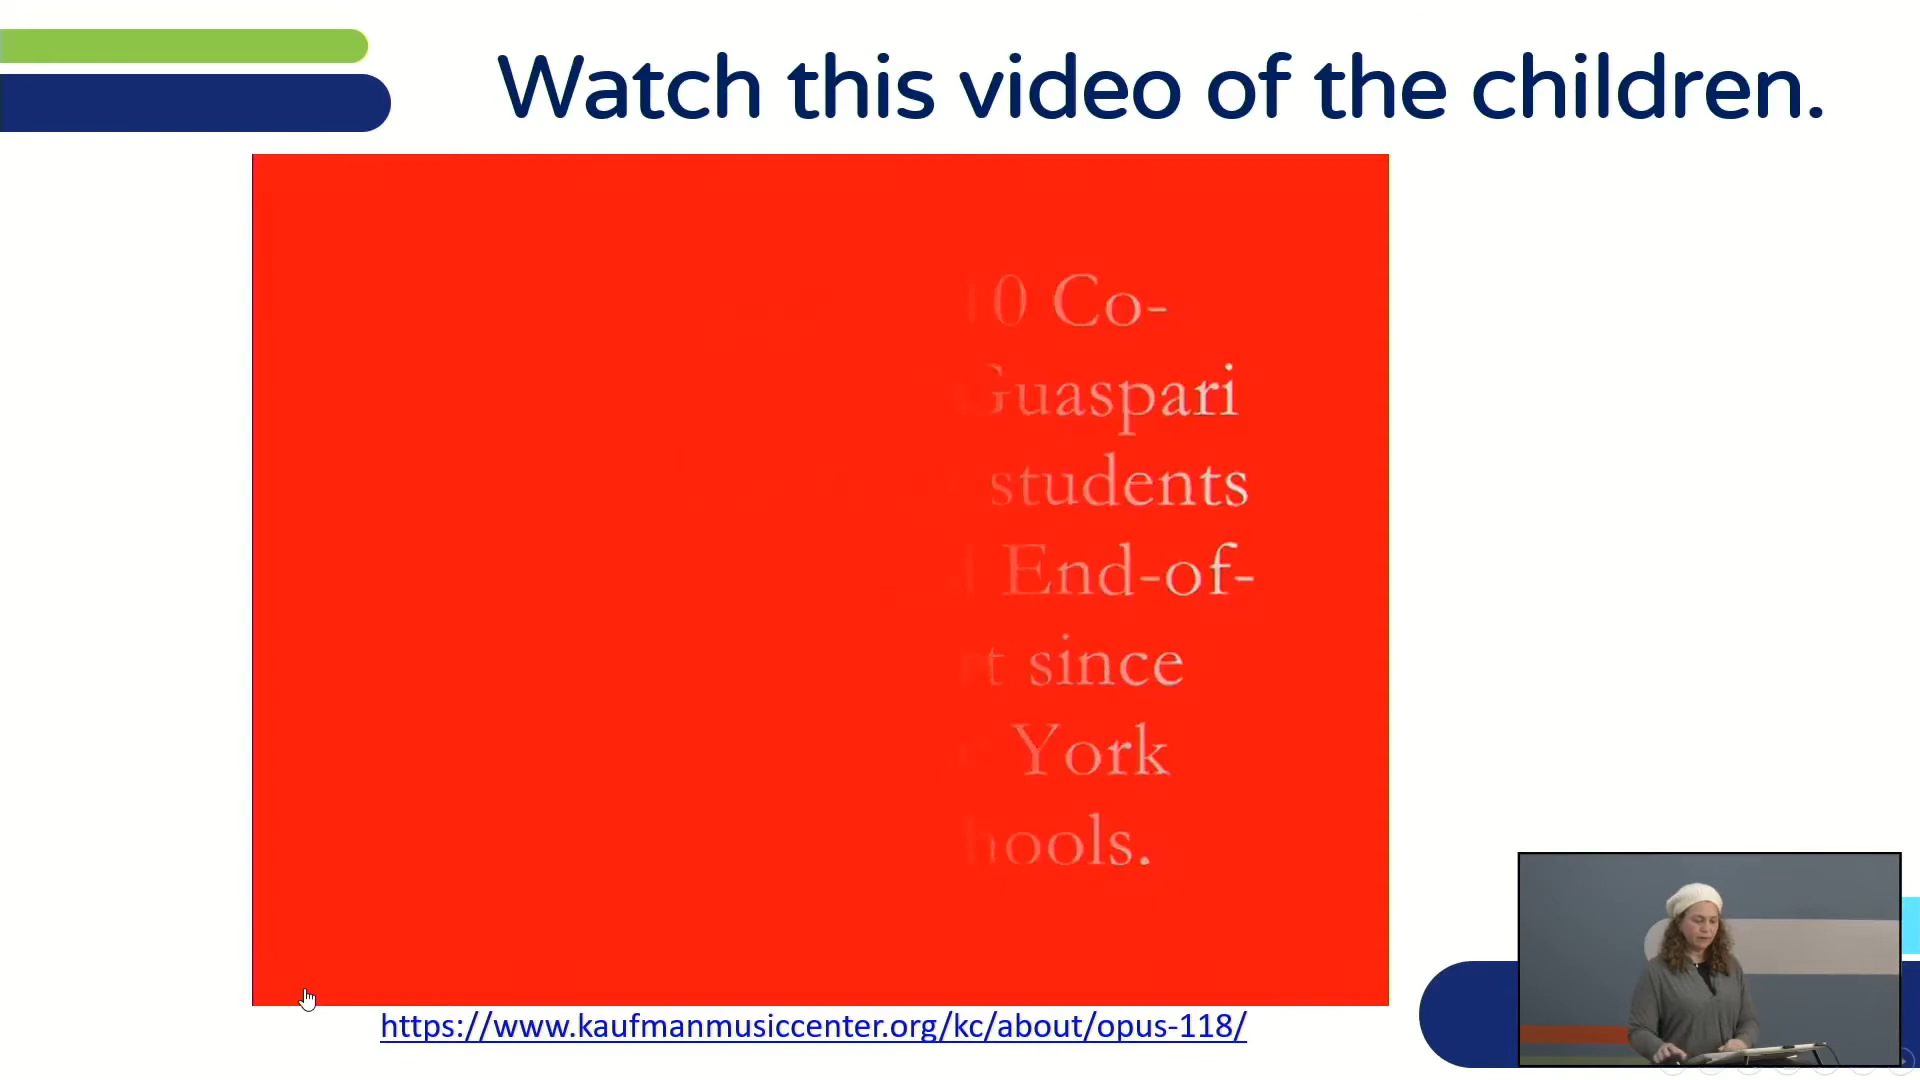 Watch this video of the children.
10 Co-
Guaspari
students
End-of-
since
York
https://www.kaufmanmusiccenter.org/kc/about/opus-118/